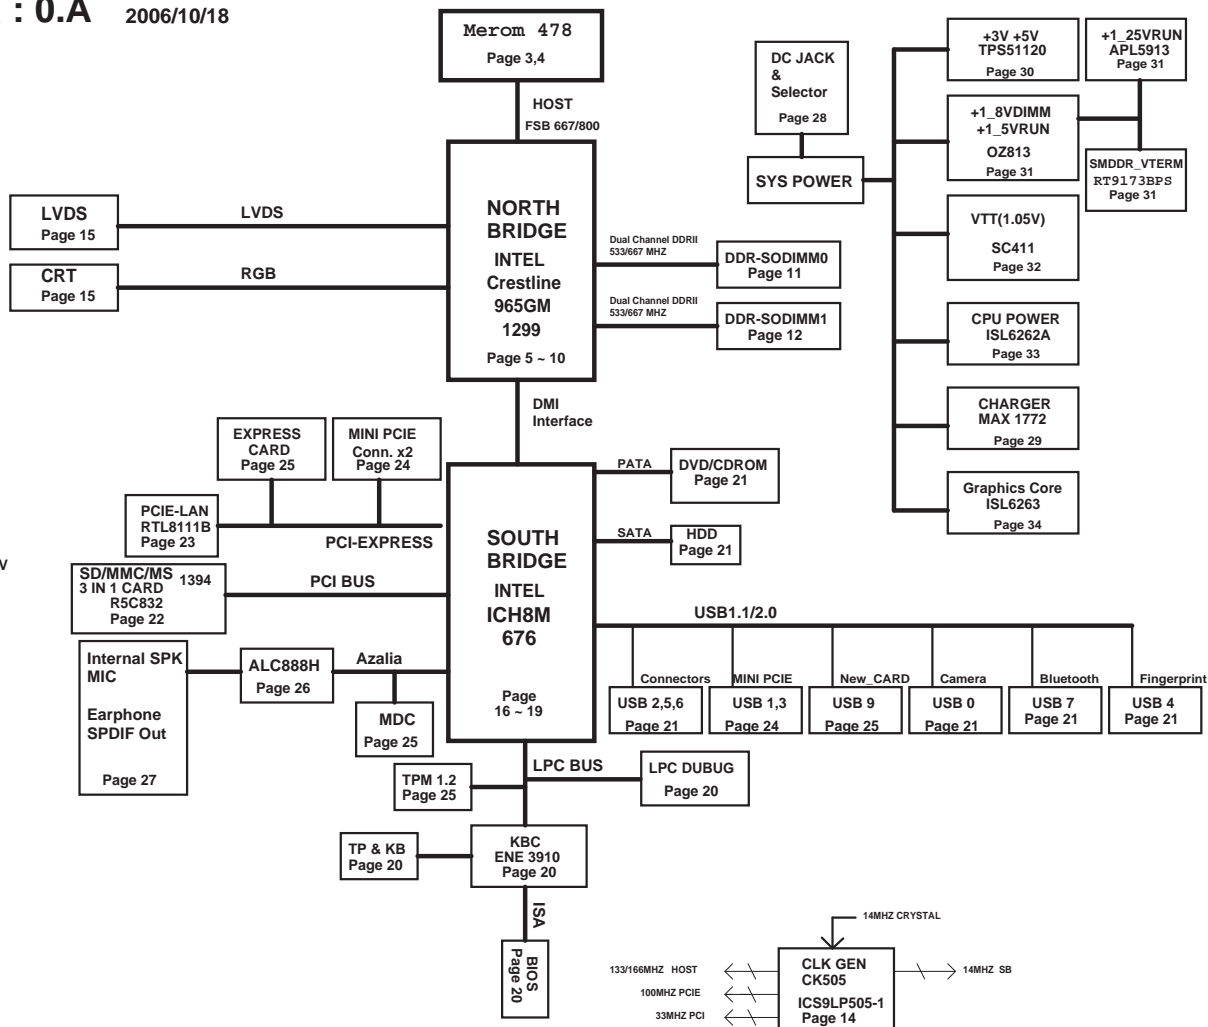 : 0.A 2006/10/18
Merom 478
Page 3,4
HOST
FSB 667/800
NORTH
BRIDGE
INTEL
Crestline
965GM
1299
Page 5 ~ 10
LVDS
Page 15
LVDS
CRT
Page 15
RGB
Dual Channel DDRII
533/667 MHZ
DDR-SODIMM0
Page 11
Dual Channel DDRII
533/667 MHZ
DDR-SODIMM1
Page 12
DC JACK
&
Selector
Page 28
SYS POWER
+3V +5V
TPS51120
Page 30
+1_25VRUN
APL5913
Page 31
+1_8VDIMM
+1_5VRUN
OZ813
Page 31
SMDDR_VTERM
RT9173BPS
Page 31
VTT(1.05V)
SC411
Page 32
CPU POWER
ISL6262A
Page 33
CHARGER
MAX 1772
Page 29
Graphics Core
ISL6263
Page 34
DMI
Interface
EXPRESS
CARD
Page 25
MINI PCIE
Conn. x2
Page 24
PCIE-LAN
RTL8111B
Page 23
PCI-EXPRESS
V
SD/MMC/MS 1394
3 IN 1 CARD
R5C832
Page 22
PCI BUS
SOUTH
BRIDGE
INTEL
ICH8M
676
Page
16 ~ 19
PATA
DVD/CDROM
Page 21
SATA
HDD
Page 21
USB1.1/2.0
Connectors
USB 2,5,6
Page 21
MINI PCIE
USB 1,3
Page 24
New_CARD
USB 9
Page 25
Camera
USB 0
Page 21
Bluetooth
USB 7
Page 21
Fingerprint
USB 4
Page 21
Internal SPK
MIC
Earphone
SPDIF Out
Page 27
ALC888H
Page 26
Azalia
MDC
Page 25
LPC BUS
TPM 1.2
Page 25
LPC DUBUG
Page 20
TP & KB
Page 20
KBC
ENE 3910
Page 20
ISA
BIOS
Page 20
14MHZ CRYSTAL
CLK GEN
CK505
ICS9LP505-1
Page 14
133/166MHZ HOST
100MHZ PCIE
33MHZ PCI
14MHZ SB